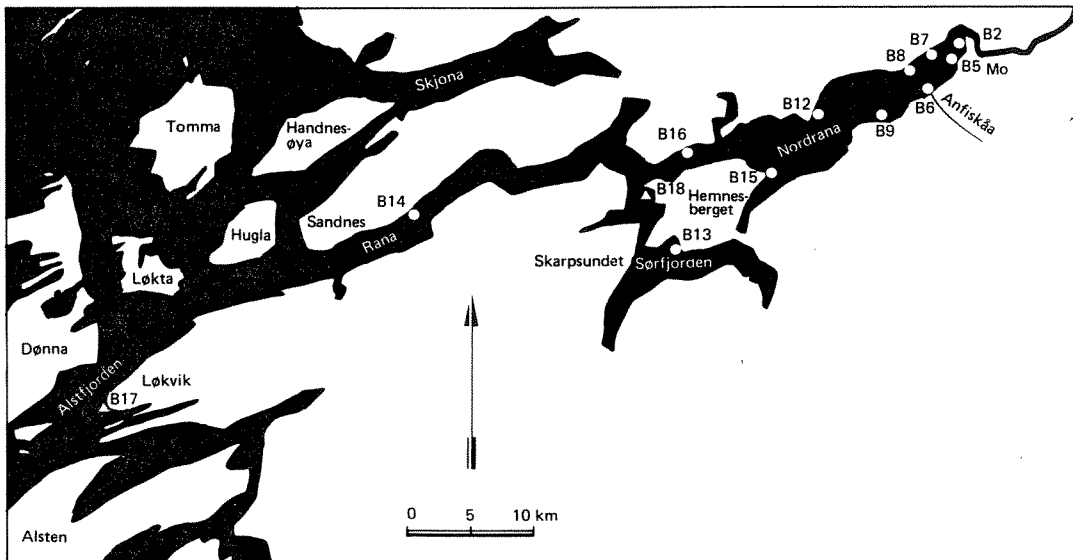 B2
B7
B8
B5
Mo
Skjona
B6
Anfiskåa
B12
B9
Tomma
Handnes-
øya
Nordrana
B16
B15
B18
Hemnes-
berget
B14
Sandnes
Hugla
Rana
B13
Skarpsundet
Sørfjorden
Løkta
Dønna
Alstfjorden
Løkvik
B17
0 5 10 km
Alsten